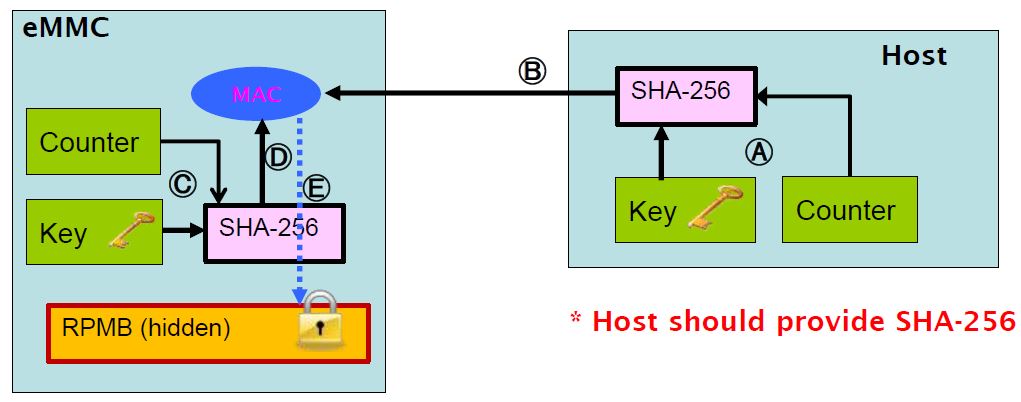 eMMC
Host
Ⓑ
SHA-256
MAC
Counter
Ⓐ
Ⓓ
Ⓒ
Ⓔ
Key
Counter
Key
SHA-256
RPMB (hidden)
* Host should provide SHA-256